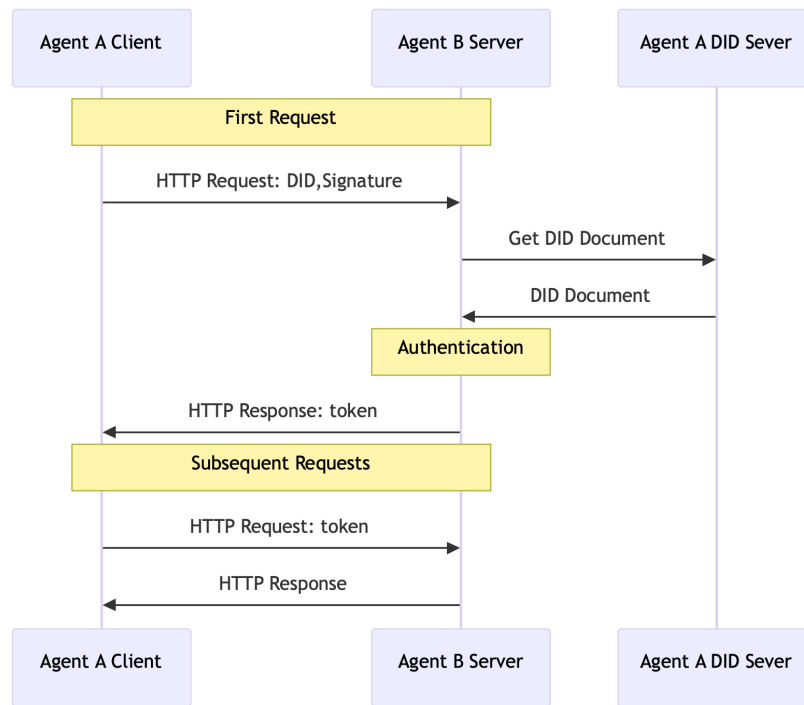 Agent A Client
Agent B Server
Agent A DID Sever
First Request
HTTP Request: DID,Signature
Get DID Document
DID Document
Authentication
HTTP Response: token
Subsequent Requests
HTTP Request: token
HTTP Response
Agent A Client
Agent B Server
Agent A DID Sever